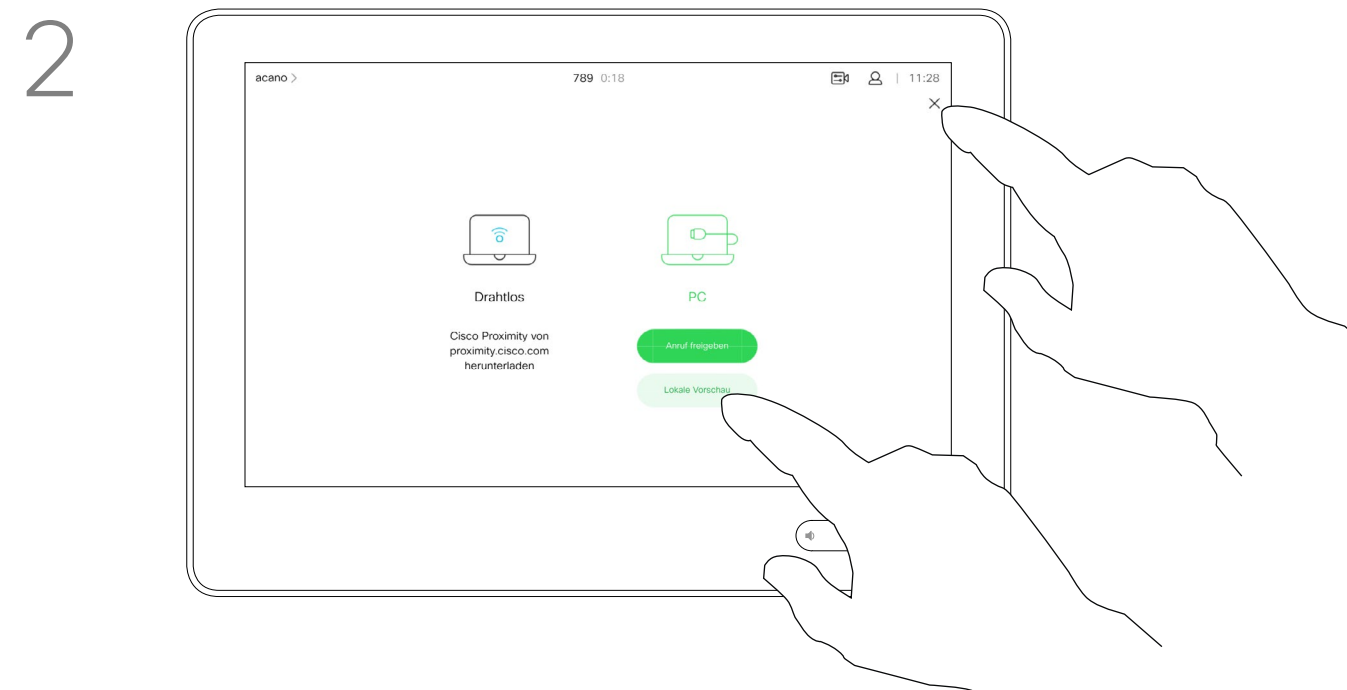 2
acano >
789 0:18
11:28
Drahtlos
Cisco Proximity von
proximity.cisco.com
herunterladen
PC
Anruf freigeben
Lokale Vorschau